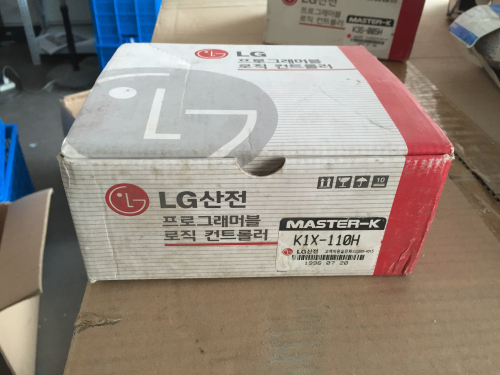 MASTER-K
LG
프로그래머블
로직 컨트롤러
LG산전
프로그래머블
로직 컨트롤러
10
MASTER-K
K1X-110H
LG산전
1996.07.20